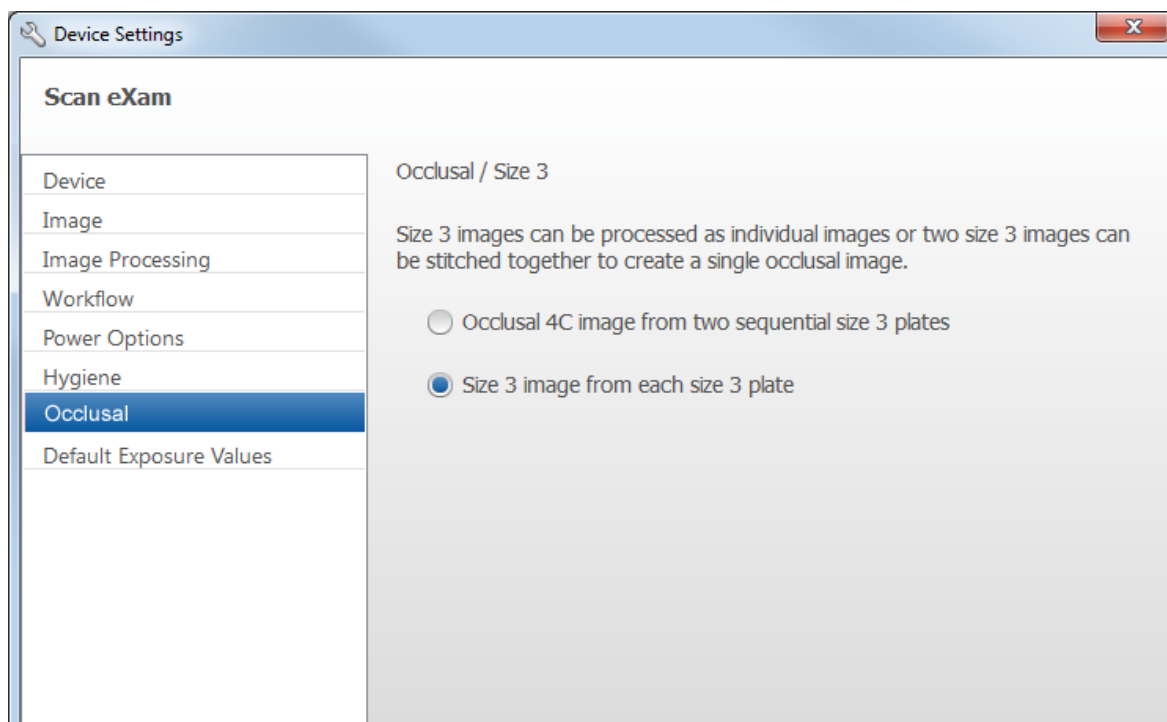 Device Settings
Scan eXam
Device
Image
Image Processing
Workflow
Power Options
Hygiene
Occlusal
Default Exposure Values
Occlusal / Size 3
Size 3 images can be processed as individual images or two size 3 images can
be stitched together to create a single occlusal image.
Occlusal 4C image from two sequential size 3 plates
Size 3 image from each size 3 plate